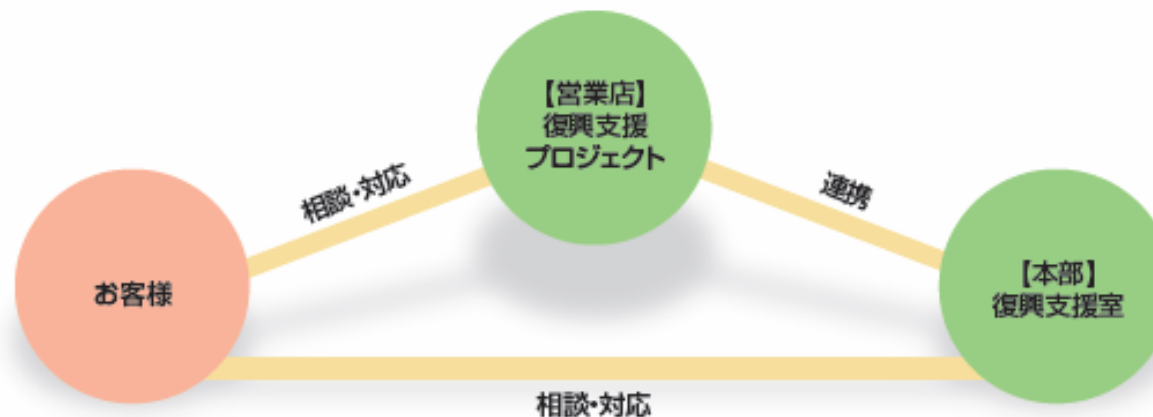 【営業店】
復興支援
プロジェクト
相談・対応
連携
お客様
【本部】
復興支援室
相談・対応